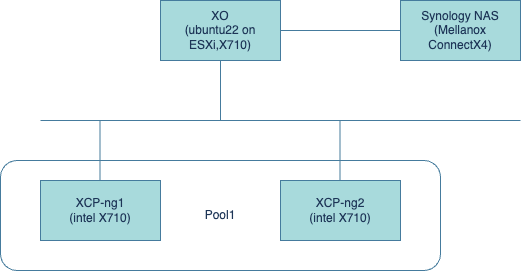 XO
(ubuntu22 on
ESXi,X710)
Synology NAS
(Mellanox
ConnectX4)
XCP-ng1
(intel X710)
Pool1
XCP-ng2
(intel X710)